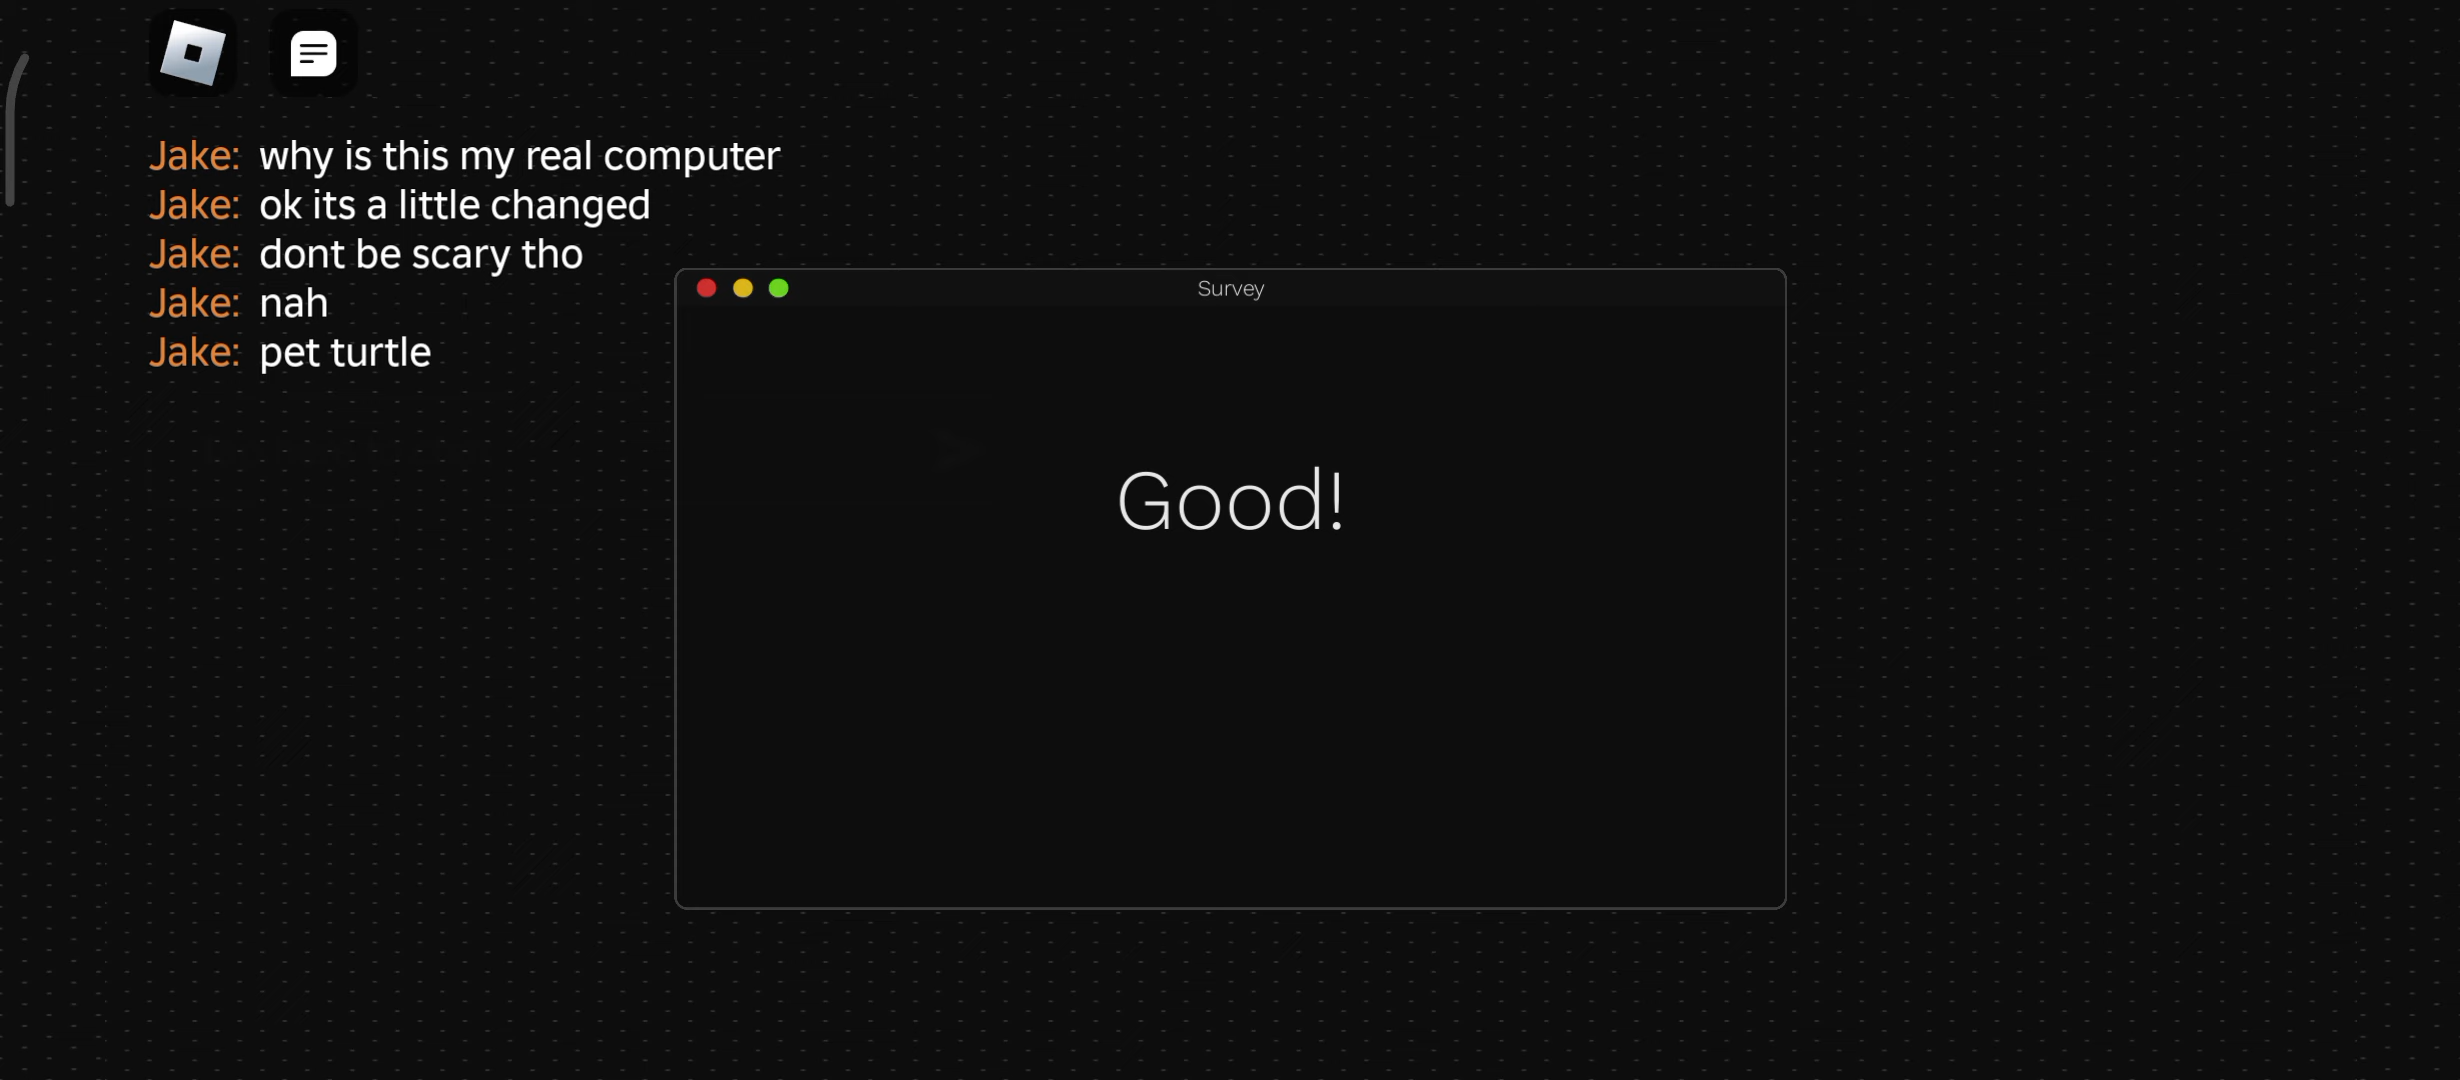 Jake: why is this my real computer
Jake: ok its a little changed
Jake: dont be scary tho
Jake: nah
Jake: pet turtle
Survey
Good!